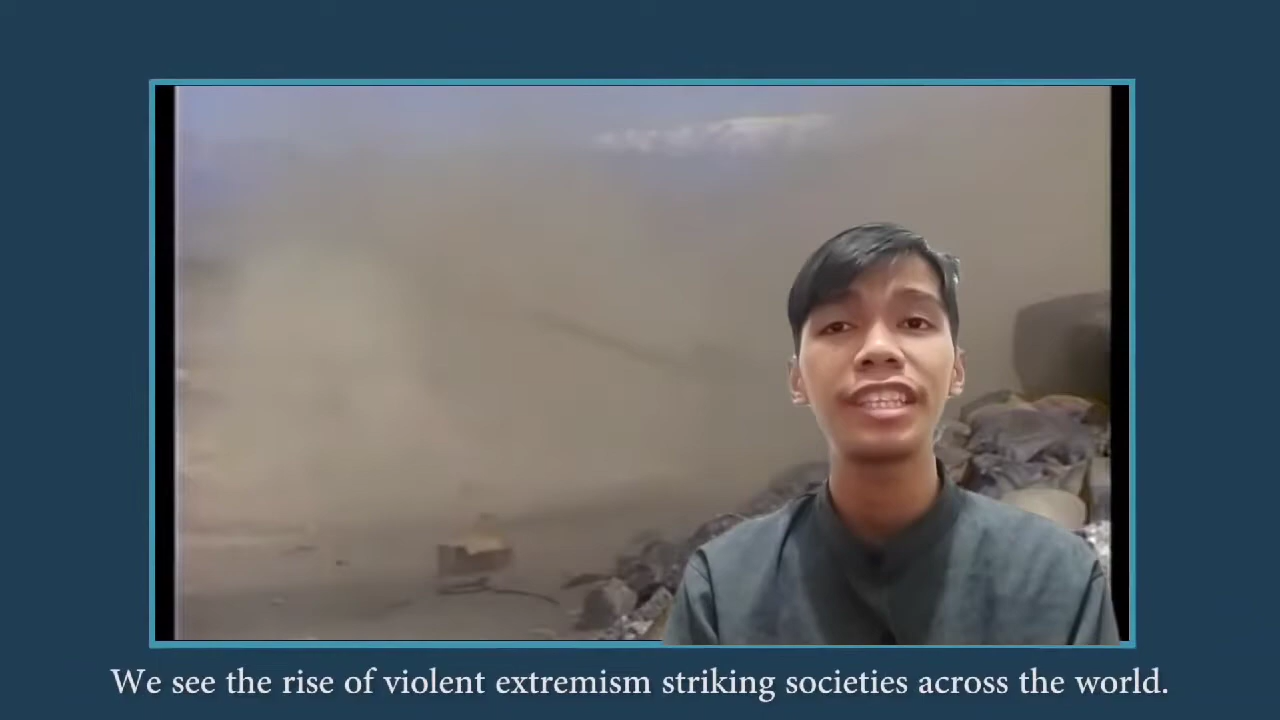 We see the rise of violent extremism striking societies across the world.